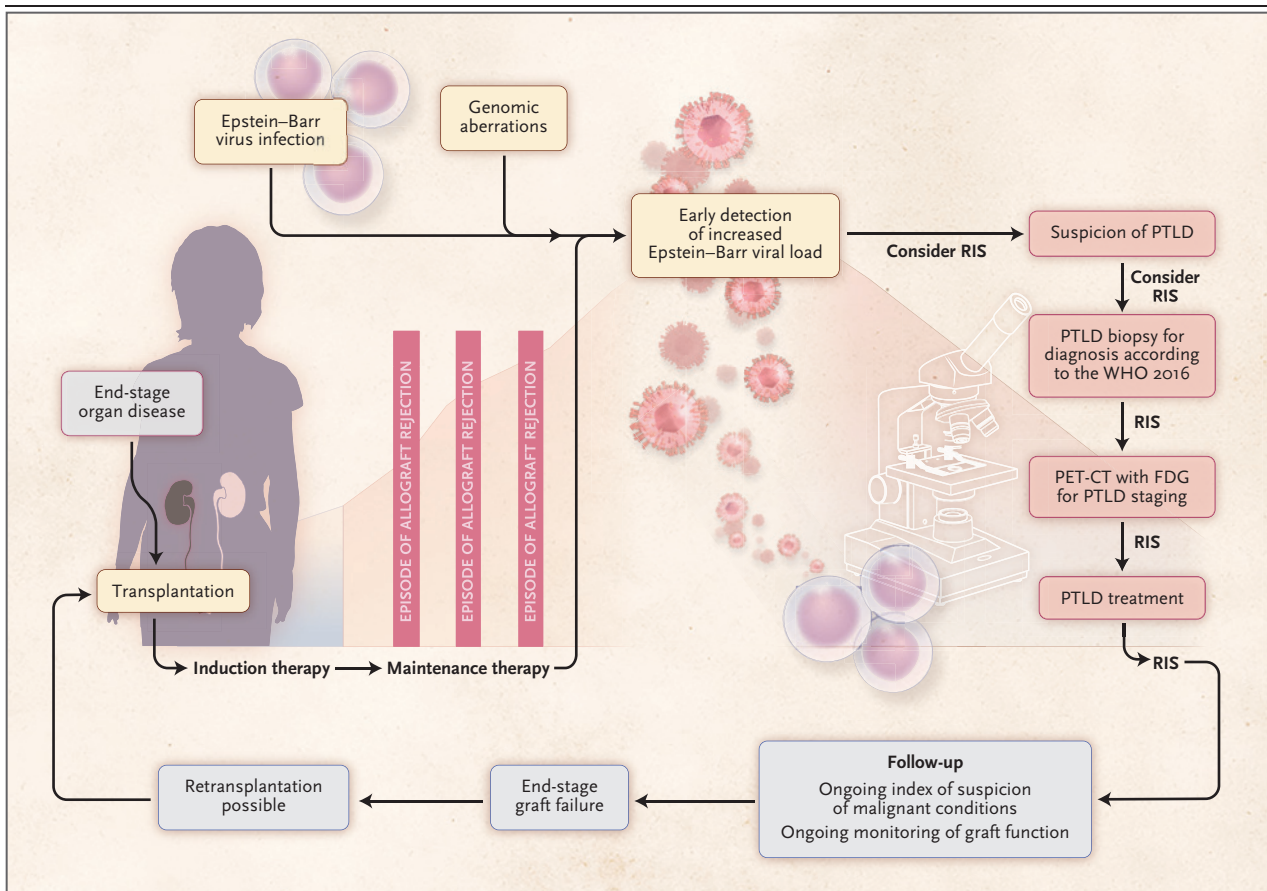 Epstein–Barr
virus infection
Genomic
aberrations
Early detection
of increased
Epstein–Barr viral load
Consider RIS
Suspicion of PTLD
Consider
RIS
PTLD biopsy for
diagnosis according
to the WHO 2016
RIS
PET-CT with FDG
for PTLD staging
RIS
PTLD treatment
RIS
End-stage
organ disease
Transplantation
EPISODE OF ALLOGRAFT REJECTION
EPISODE OF ALLOGRAFT REJECTION
EPISODE OF ALLOGRAFT REJECTION
Induction therapy
Maintenance therapy
Follow-up
Ongoing index of suspicion
of malignant conditions
Ongoing monitoring of graft function
End-stage
graft failure
Retransplantation
possible